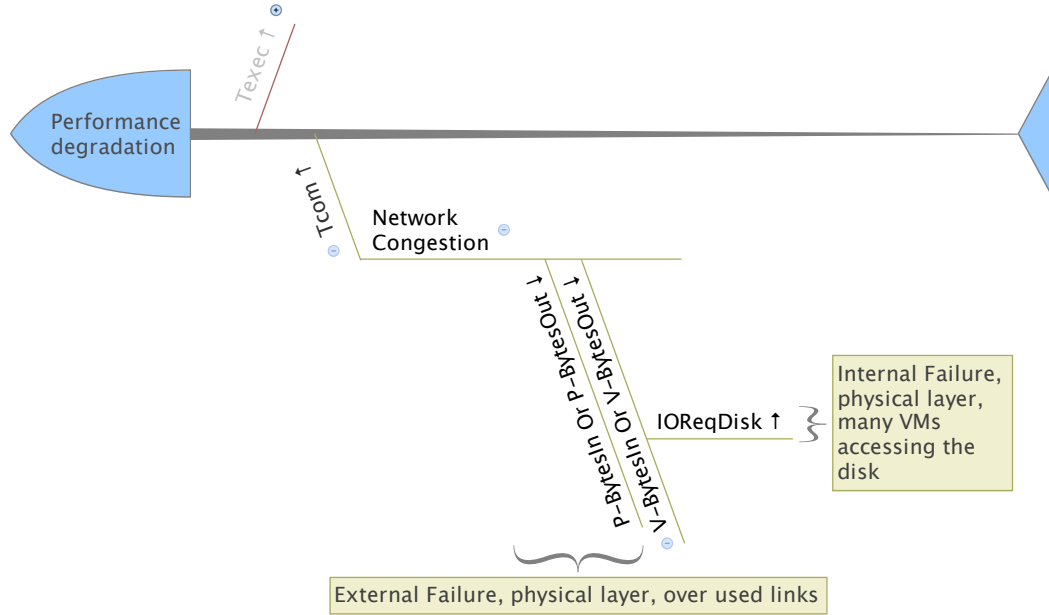 Texec ↑
Performance
degradation
Tcom ↑
Network
Congestion
P-BytesIn Or P-BytesOut ↓
V-BytesIn Or V-BytesOut ↓
IOReqDisk ↑
Internal Failure,
physical layer,
many VMs
accessing the
disk
External Failure, physical layer, over used links